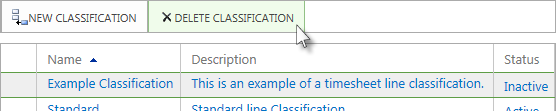 NEW CLASSIFICATION DELETE CLASSIFICATION
Name Description Status
Example Classification This is an example of a timesheet line classification. Inactive
Standard Standard line Classification Active